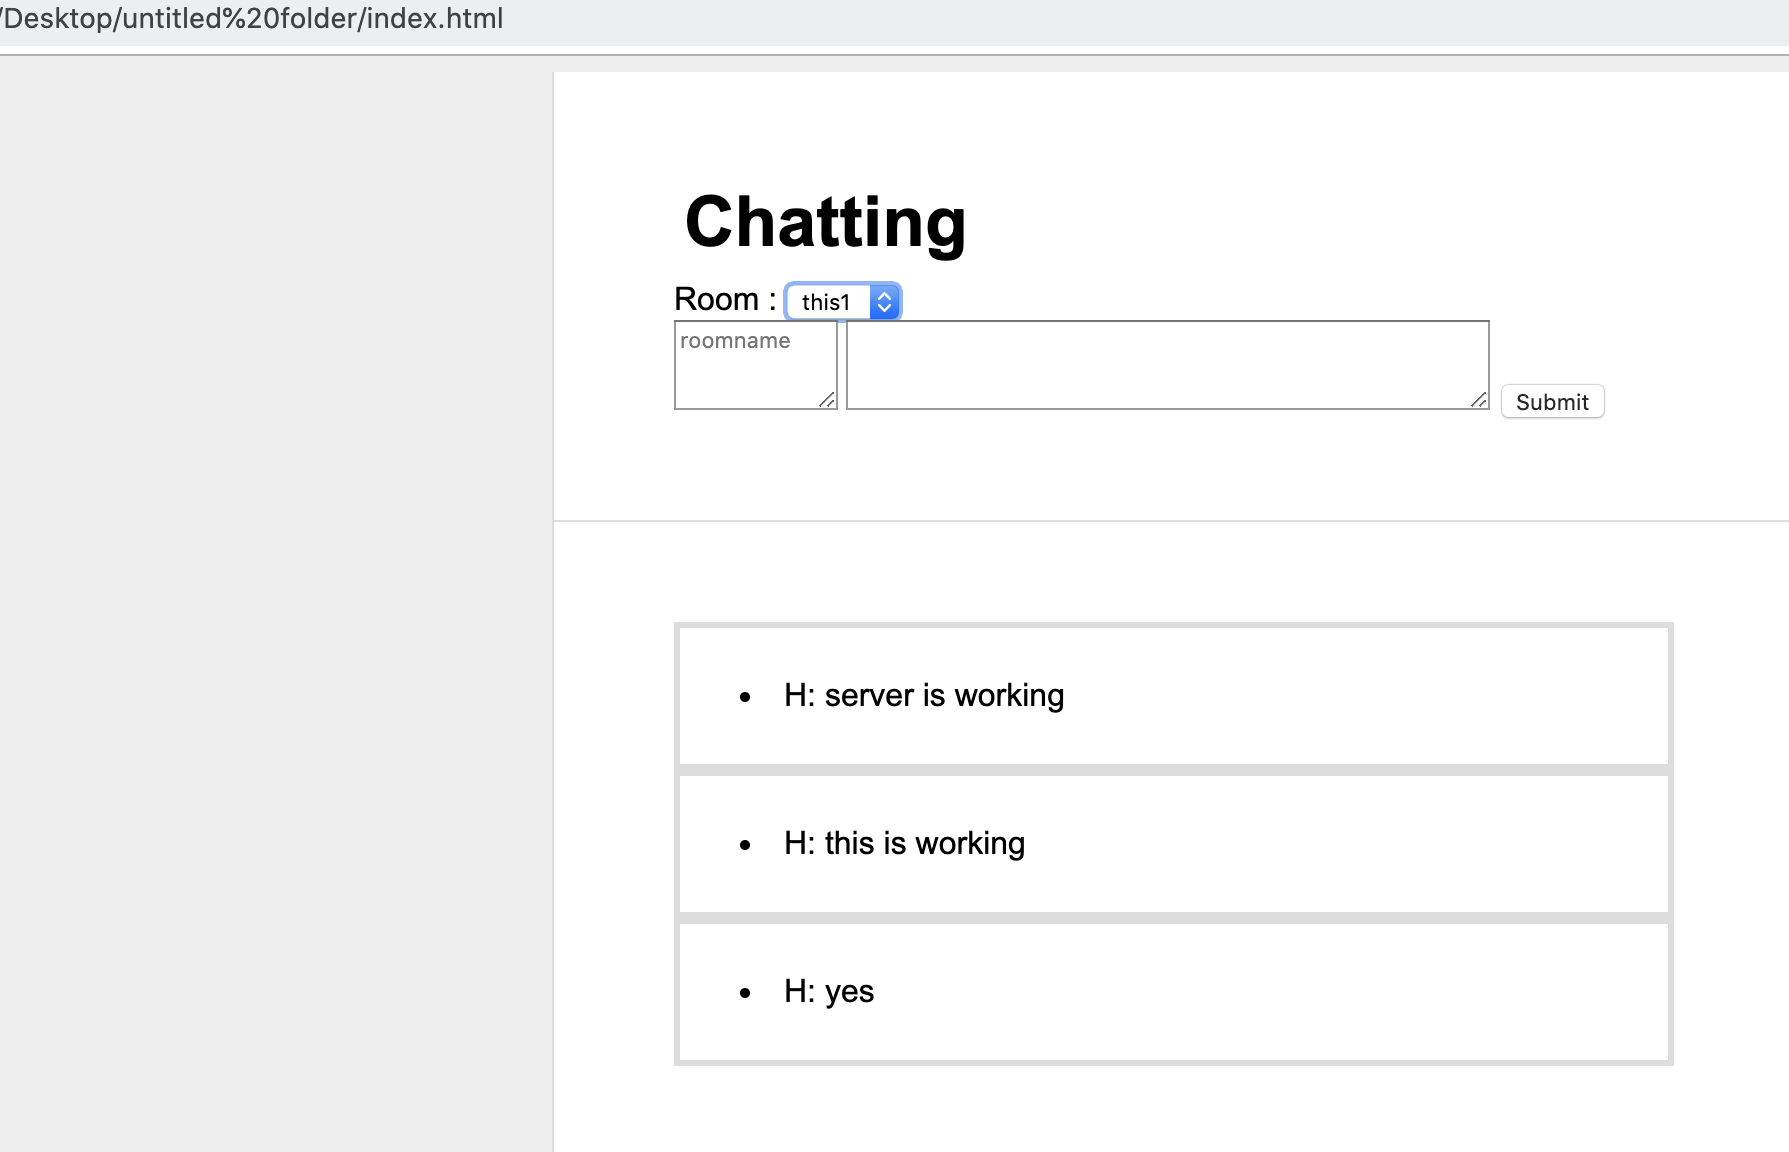 /Desktop/untitled%20folder/index.html
Chatting
Room : this1
roomname
Submit
H: server is working
H: this is working
H: yes